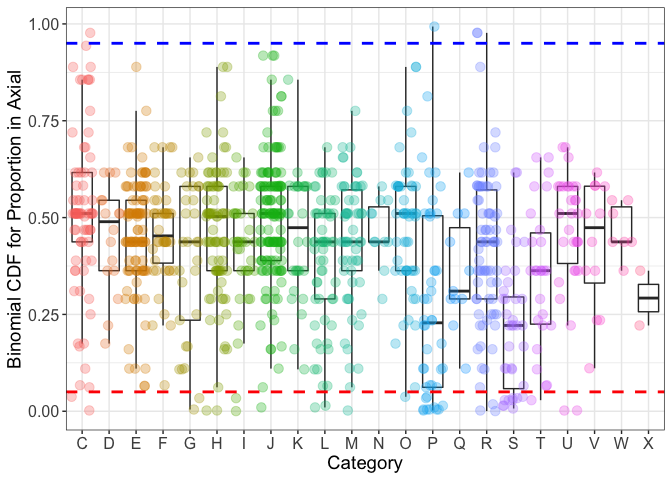 Binomial CDF for Proportion in Axial
1.00
0.75
0.50
0.25
0.00
C D E F G H I J K L M N O P Q R S T U V W X
Category